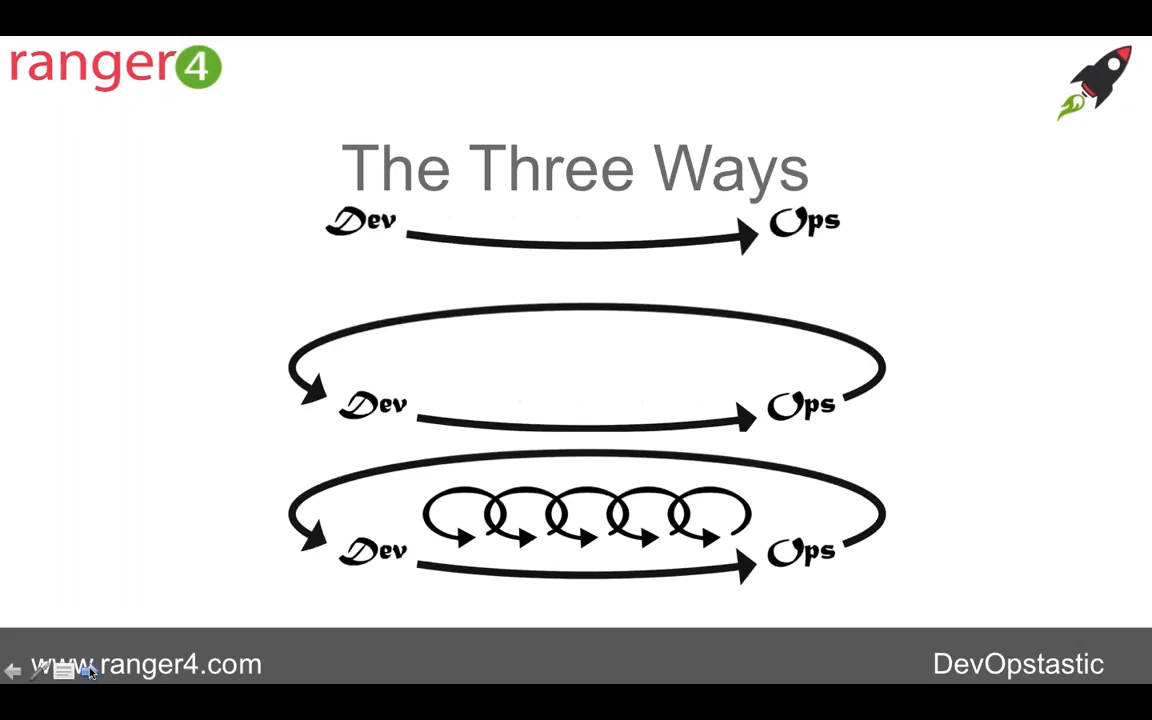 ranger4
The Three Ways
Dev Ops
Dev Ops
Dev Ops
www.ranger4.com
DevOpstastic